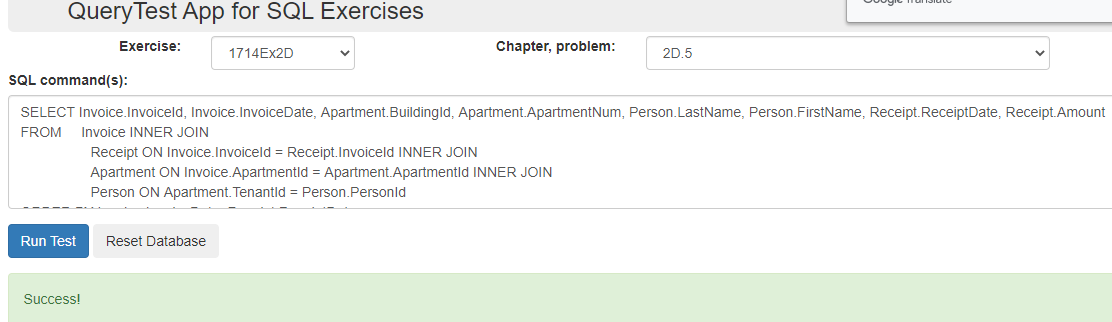 Google Translate
QueryTest App for SQL Exercises
Exercise: 1714Ex2D Chapter, problem: 2D.5
SQL command(s):
SELECT Invoice.InvoiceId, Invoice.InvoiceDate, Apartment.BuildingId, Apartment.ApartmentNum, Person.LastName, Person.FirstName, Receipt.ReceiptDate, Receipt.Amount
FROM Invoice INNER JOIN
Receipt ON Invoice.InvoiceId = Receipt.InvoiceId INNER JOIN
Apartment ON Invoice.ApartmentId = Apartment.ApartmentId INNER JOIN
Person ON Apartment.TenantId = Person.PersonId
Run Test Reset Database
Success!